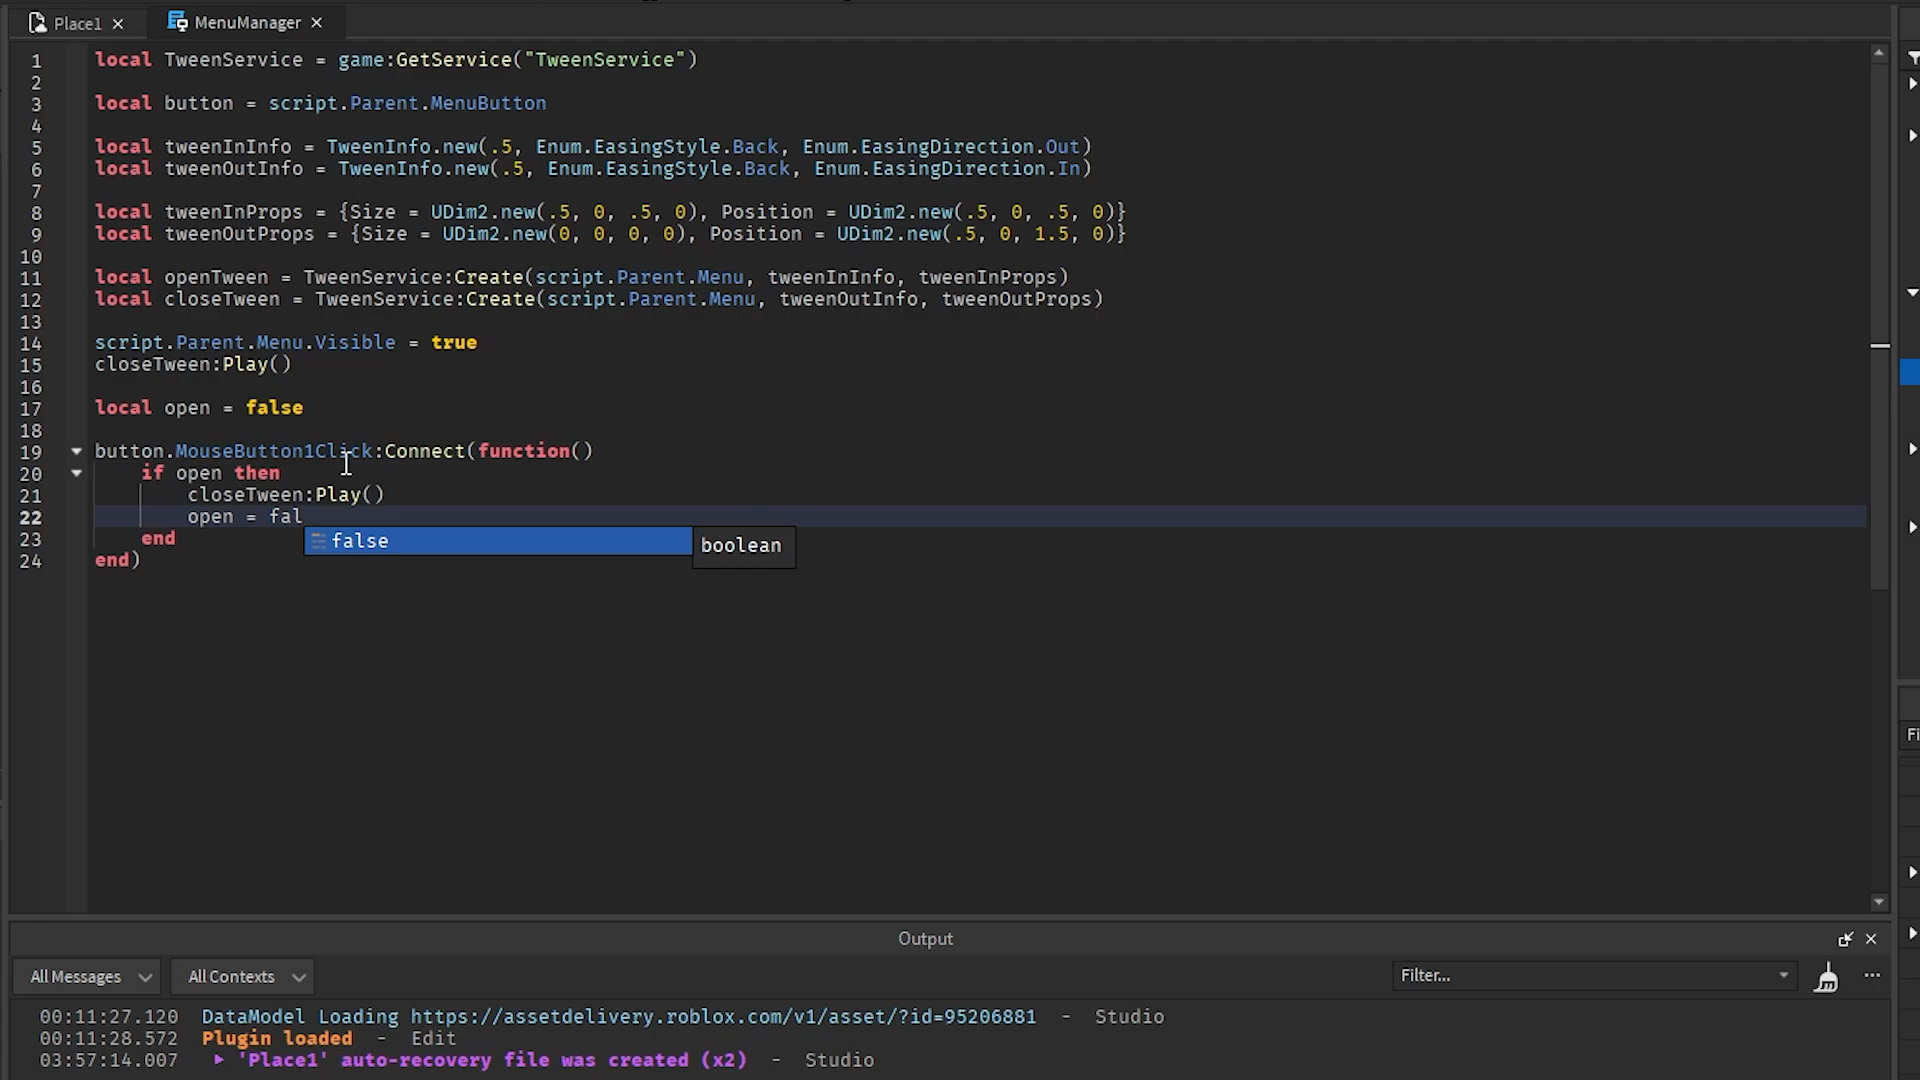 Place1 MenuManager
1 local TweenService = game:GetService("TweenService")
2
3 local button = script.Parent.MenuButton
4
5 local tweenInInfo = TweenInfo.new(.5, Enum.EasingStyle.Back, Enum.EasingDirection.Out)
6 local tweenOutInfo = TweenInfo.new(.5, Enum.EasingStyle.Back, Enum.EasingDirection.In)
7
8 local tweenInProps = {Size = UDim2.new(.5, 0, .5, 0), Position = UDim2.new(.5, 0, .5, 0)}
9 local tweenOutProps = {Size = UDim2.new(0, 0, 0, 0), Position = UDim2.new(.5, 0, 1.5, 0)}
10
11 local openTween = TweenService:Create(script.Parent.Menu, tweenInInfo, tweenInProps)
12 local closeTween = TweenService:Create(script.Parent.Menu, tweenOutInfo, tweenOutProps)
13
14 script.Parent.Menu.Visible = true
15 closeTween:Play()
16
17 local open = false
18
19 button.MouseButton1Click:Connect(function()
20 if open then
21 closeTween:Play()
22 open = fal
23 end
false boolean
24 end)
Fi
Output
All Messages All Contexts Filter... ...
00:11:27.120 DataModel Loading https://assetdelivery.roblox.com/v1/asset/?id=95206881 - Studio
00:11:28.572 Plugin loaded - Edit
03:57:14.007 'Place1' auto-recovery file was created (x2) - Studio